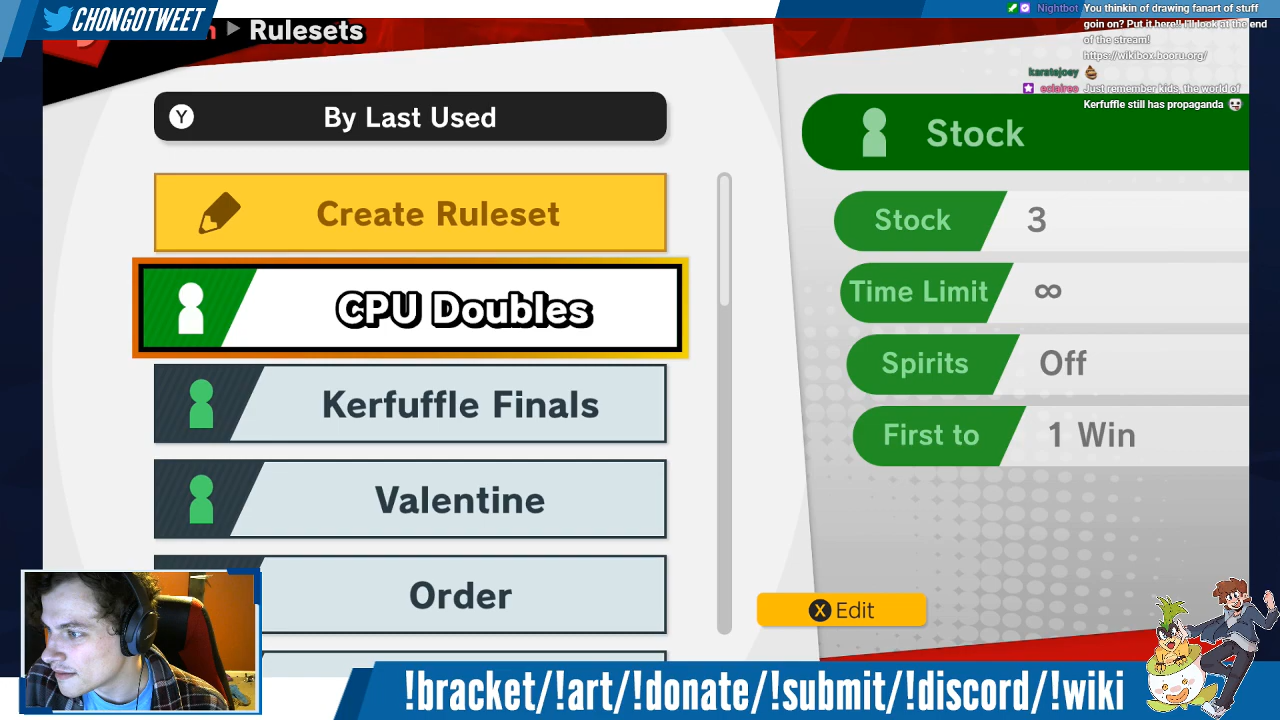 CHONGOTWEET
Rulesets
Y By Last Used
Create Ruleset
CPU Doubles
Kerfuffle Finals
Valentine
Order
Stock
Stock 3
Time Limit ∞
Spirits Off
First to 1 Win
X Edit
Nightbot You thinkin of drawing fanart of stuff
goin on? Put it here!! I'll look at the end
of the stream!
https://wikibox.booru.org/
karatejoey
eclaireo Just remember kids, the world of
Kerfuffle still has propaganda
!bracket/!art/!donate/!submit/!discord/!wiki